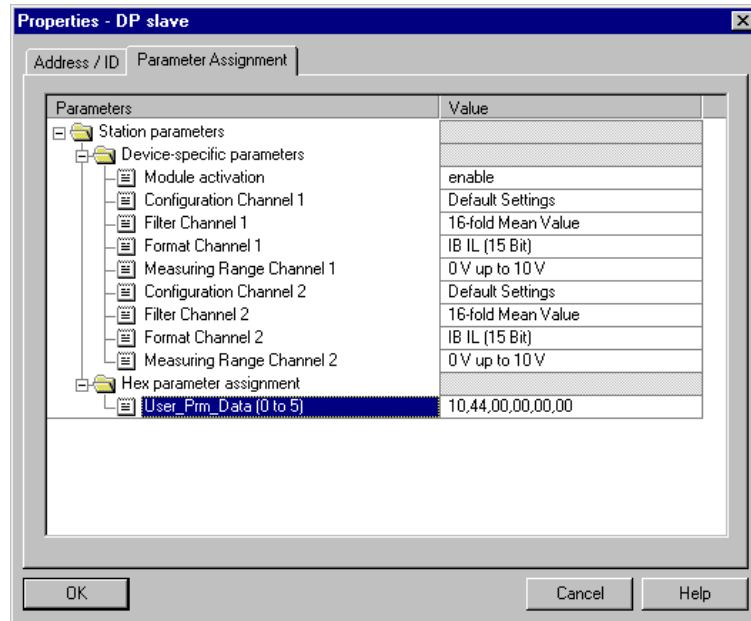 Properties - DP slave
Address / ID Parameter Assignment
Parameters Value
Station parameters
Device-specific parameters
Module activation enable
Configuration Channel 1 Default Settings
Filter Channel 1 16-fold Mean Value
Format Channel 1 IB IL (15 Bit)
Measuring Range Channel 1 0 V up to 10 V
Configuration Channel 2 Default Settings
Filter Channel 2 16-fold Mean Value
Format Channel 2 IB IL (15 Bit)
Measuring Range Channel 2 0 V up to 10 V
Hex parameter assignment
User_Prm_Data (0 to 5) 10,44,00,00,00,00
OK Cancel Help